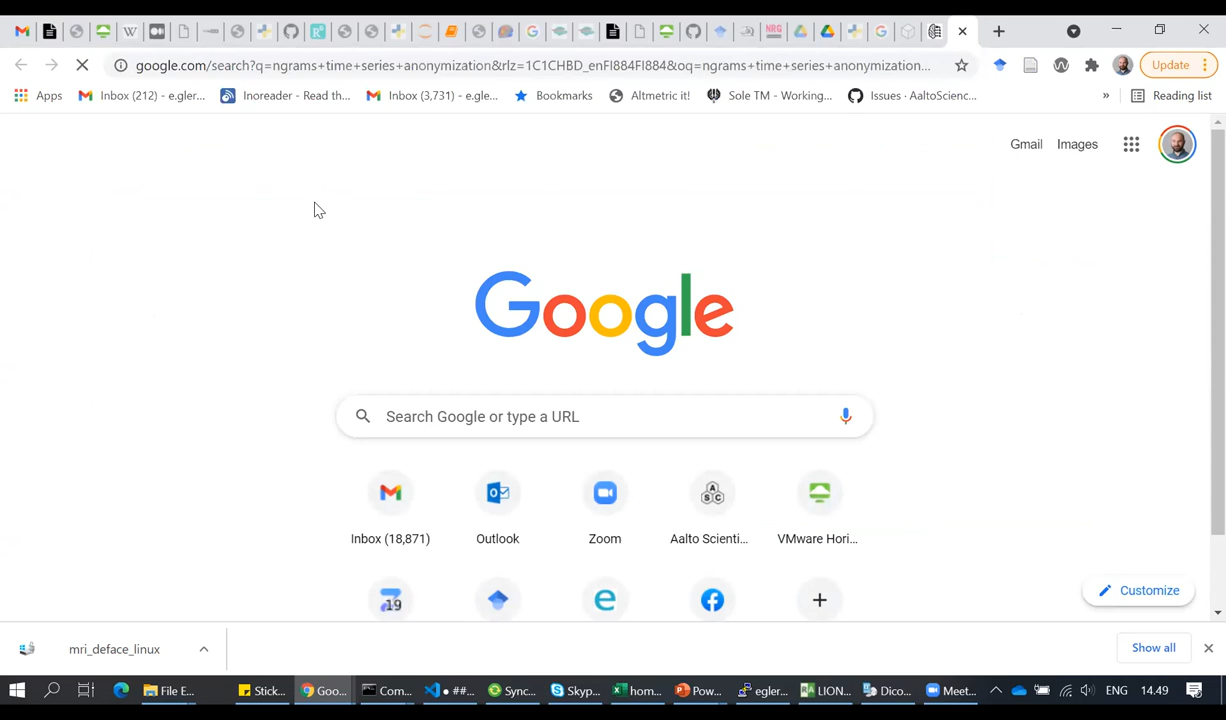 google.com/search?q=ngrams+time+series+anonymization&rlz=1C1CHBD_enFI884FI884&oq=ngrams+time+series+anonymization... Update
Apps Inbox (212) - e.gler... Inoreader - Read th... Inbox (3,731) - e.gle... Bookmarks Altmetric it! Sole TM - Working... Issues · AaltoScienc... » Reading list
Gmail Images
Google
Search Google or type a URL
Inbox (18,871) Outlook Zoom Aalto Scienti... VMware Hori...
19
Customize
mri_deface_linux Show all
File E... Stick... Goo... Com... ● ##... Sync... Skyp... hom... Pow... egler... LION... Dico... Meet... ENG 14.49